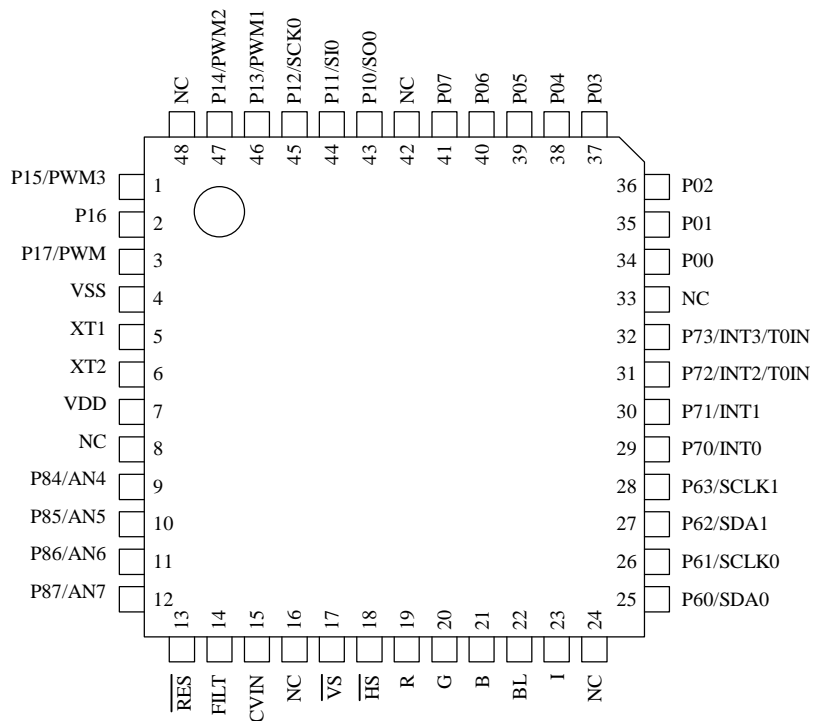 NC
P14/PWM2
P13/PWM1
P12/SCK0
P11/SI0
P10/SO0
NC
P07
P06
P05
P04
P03
48
47
46
45
44
43
42
41
40
39
38
37
P15/PWM3 1
P16 2
P17/PWM 3
VSS 4
XT1 5
XT2 6
VDD 7
NC 8
P84/AN4 9
P85/AN5 10
P86/AN6 11
P87/AN7 12
36 P02
35 P01
34 P00
33 NC
32 P73/INT3/T0IN
31 P72/INT2/T0IN
30 P71/INT1
29 P70/INT0
28 P63/SCLK1
27 P62/SDA1
26 P61/SCLK0
25 P60/SDA0
13
14
15
16
17
18
19
20
21
22
23
24
RES
FILT
CVIN
NC
VS
HS
R
G
B
BL
I
NC